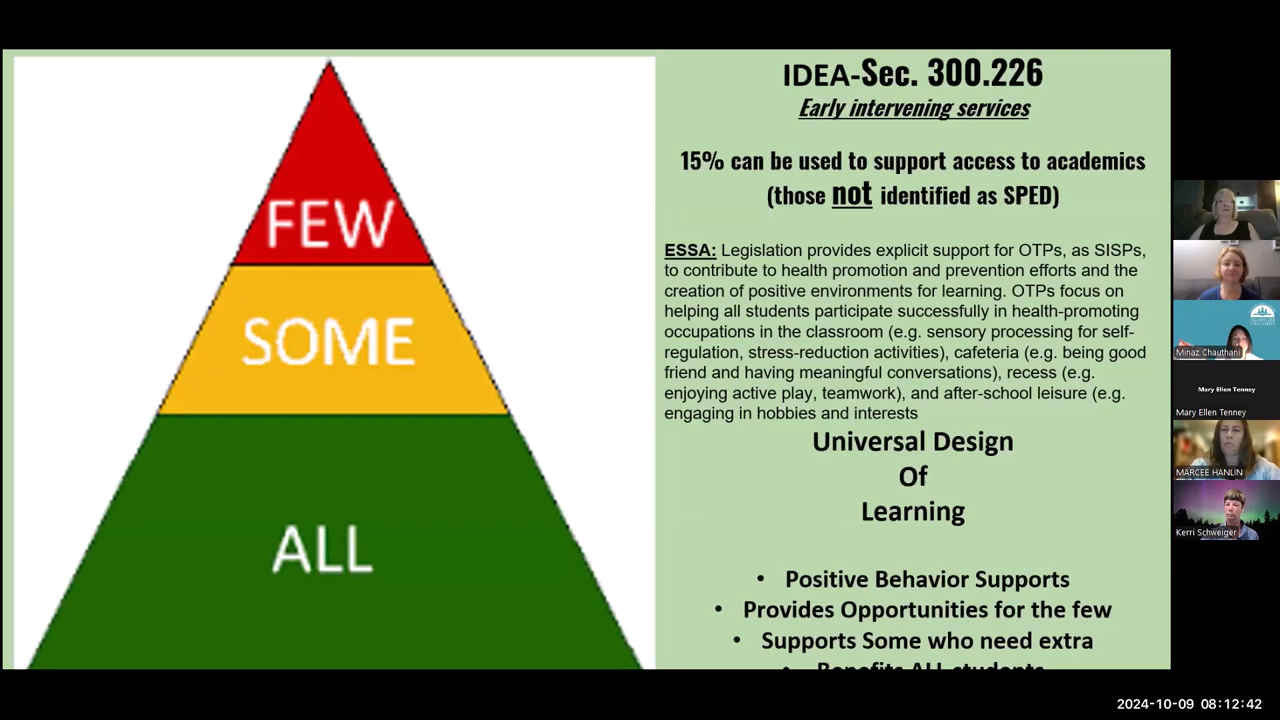 FEW
SOME
ALL
IDEA-Sec. 300.226
Early intervening services
15% can be used to support access to academics
(those not identified as SPED)
ESSA: Legislation provides explicit support for OTPs, as SISPs,
to contribute to health promotion and prevention efforts and the
creation of positive environments for learning. OTPs focus on
helping all students participate successfully in health-promoting
occupations in the classroom (e.g. sensory processing for self-
regulation, stress-reduction activities), cafeteria (e.g. being good
friend and having meaningful conversations), recess (e.g.
enjoying active play, teamwork), and after-school leisure (e.g.
engaging in hobbies and interests
Universal Design
Of
Learning
• Positive Behavior Supports
• Provides Opportunities for the few
• Supports Some who need extra
• Benefits ALL students
Minaz Chauthani
Mary Ellen Tenney
Mary Ellen Tenney
MARCEE HANLIN
Kerri Schweiger
2024-10-09 08:12:42